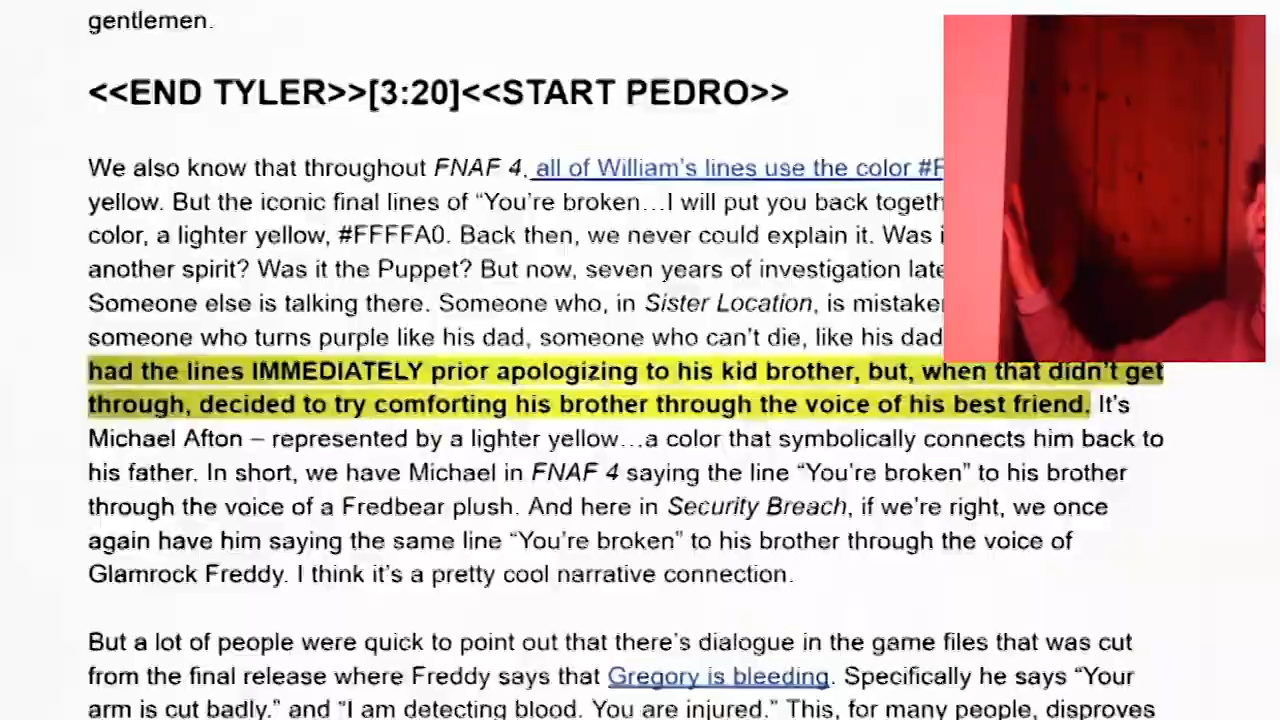 gentlemen.
<<END TYLER>>[3:20]<<START PEDRO>>
We also know that throughout FNAF 4, all of William's lines use the color #F
yellow. But the iconic final lines of “You're broken…I will put you back togeth
color, a lighter yellow, #FFFFA0. Back then, we never could explain it. Was i
another spirit? Was it the Puppet? But now, seven years of investigation late
Someone else is talking there. Someone who, in Sister Location, is mistaken
someone who turns purple like his dad, someone who can't die, like his dad
had the lines IMMEDIATELY prior apologizing to his kid brother, but, when that didn't get
through, decided to try comforting his brother through the voice of his best friend. It's
Michael Afton – represented by a lighter yellow…a color that symbolically connects him back to
his father. In short, we have Michael in FNAF 4 saying the line “You're broken” to his brother
through the voice of a Fredbear plush. And here in Security Breach, if we're right, we once
again have him saying the same line “You're broken” to his brother through the voice of
Glamrock Freddy. I think it's a pretty cool narrative connection.
But a lot of people were quick to point out that there's dialogue in the game files that was cut
from the final release where Freddy says that Gregory is bleeding. Specifically he says “Your
arm is cut badly.” and “I am detecting blood. You are injured.” This, for many people, disproves